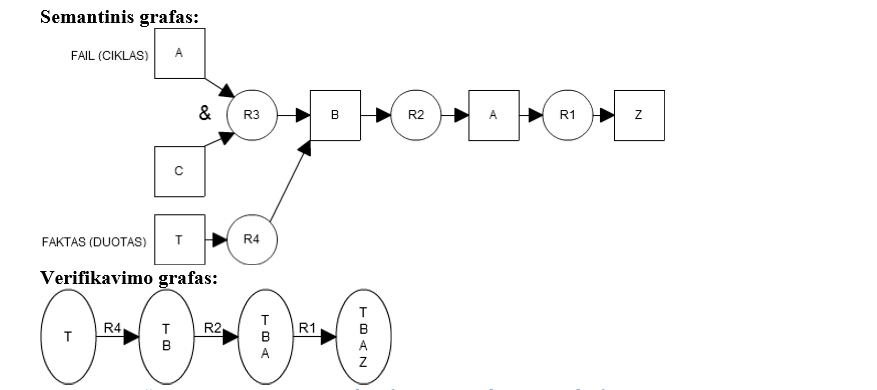 Semantinis grafas:
FAIL (CIKLAS) A
& R3 B R2 A R1 Z
C
FAKTAS (DUOTAS) T R4
Verifikavimo grafas:
T R4 T B R2 T B A R1 T B A Z